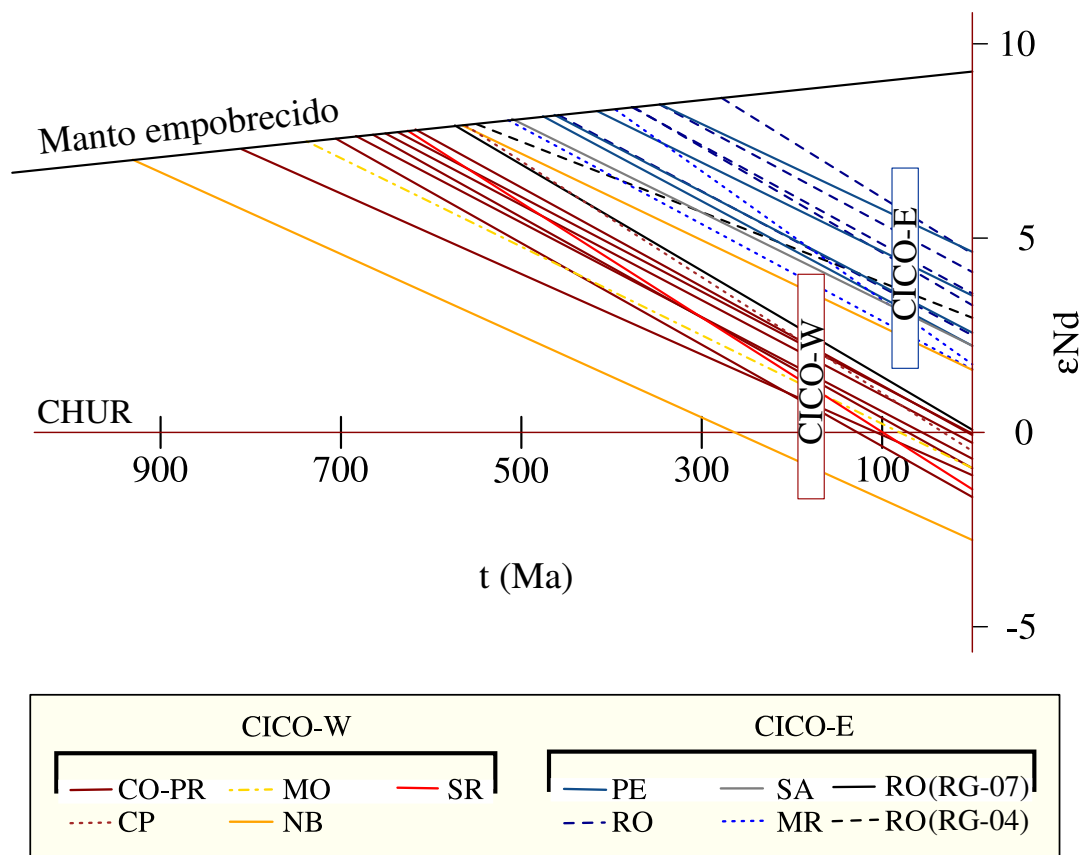 10
Manto empobrecido
5
CICO-E
CICO-W
εNd
CHUR
0
900 700 500 300 100
t (Ma)
-5
CICO-W CICO-E
CO-PR MO SR PE SA RO(RG-07)
CP NB RO MR RO(RG-04)